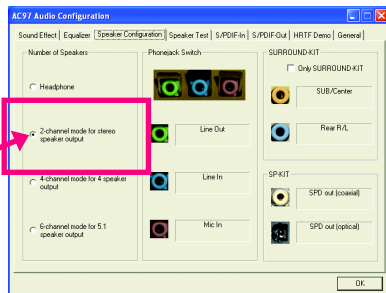 AC97 Audio Configuration
Sound Effect
Equalizer
Speaker Configuration
Speaker Test
S/PDIF-In
S/PDIF-Out
HRTF Demo
General
Number of Speakers
Headphone
2-channel mode for stereo
speaker output
4-channel mode for 4 speaker
output
6-channel mode for 5.1
speaker output
Phonejack Switch
Line Out
Line In
Mic In
SURROUND-KIT
Only SURROUND-KIT
SUB/Center
Rear R/L
SP-KIT
SPD out (coaxial)
SPD out (optical)
OK